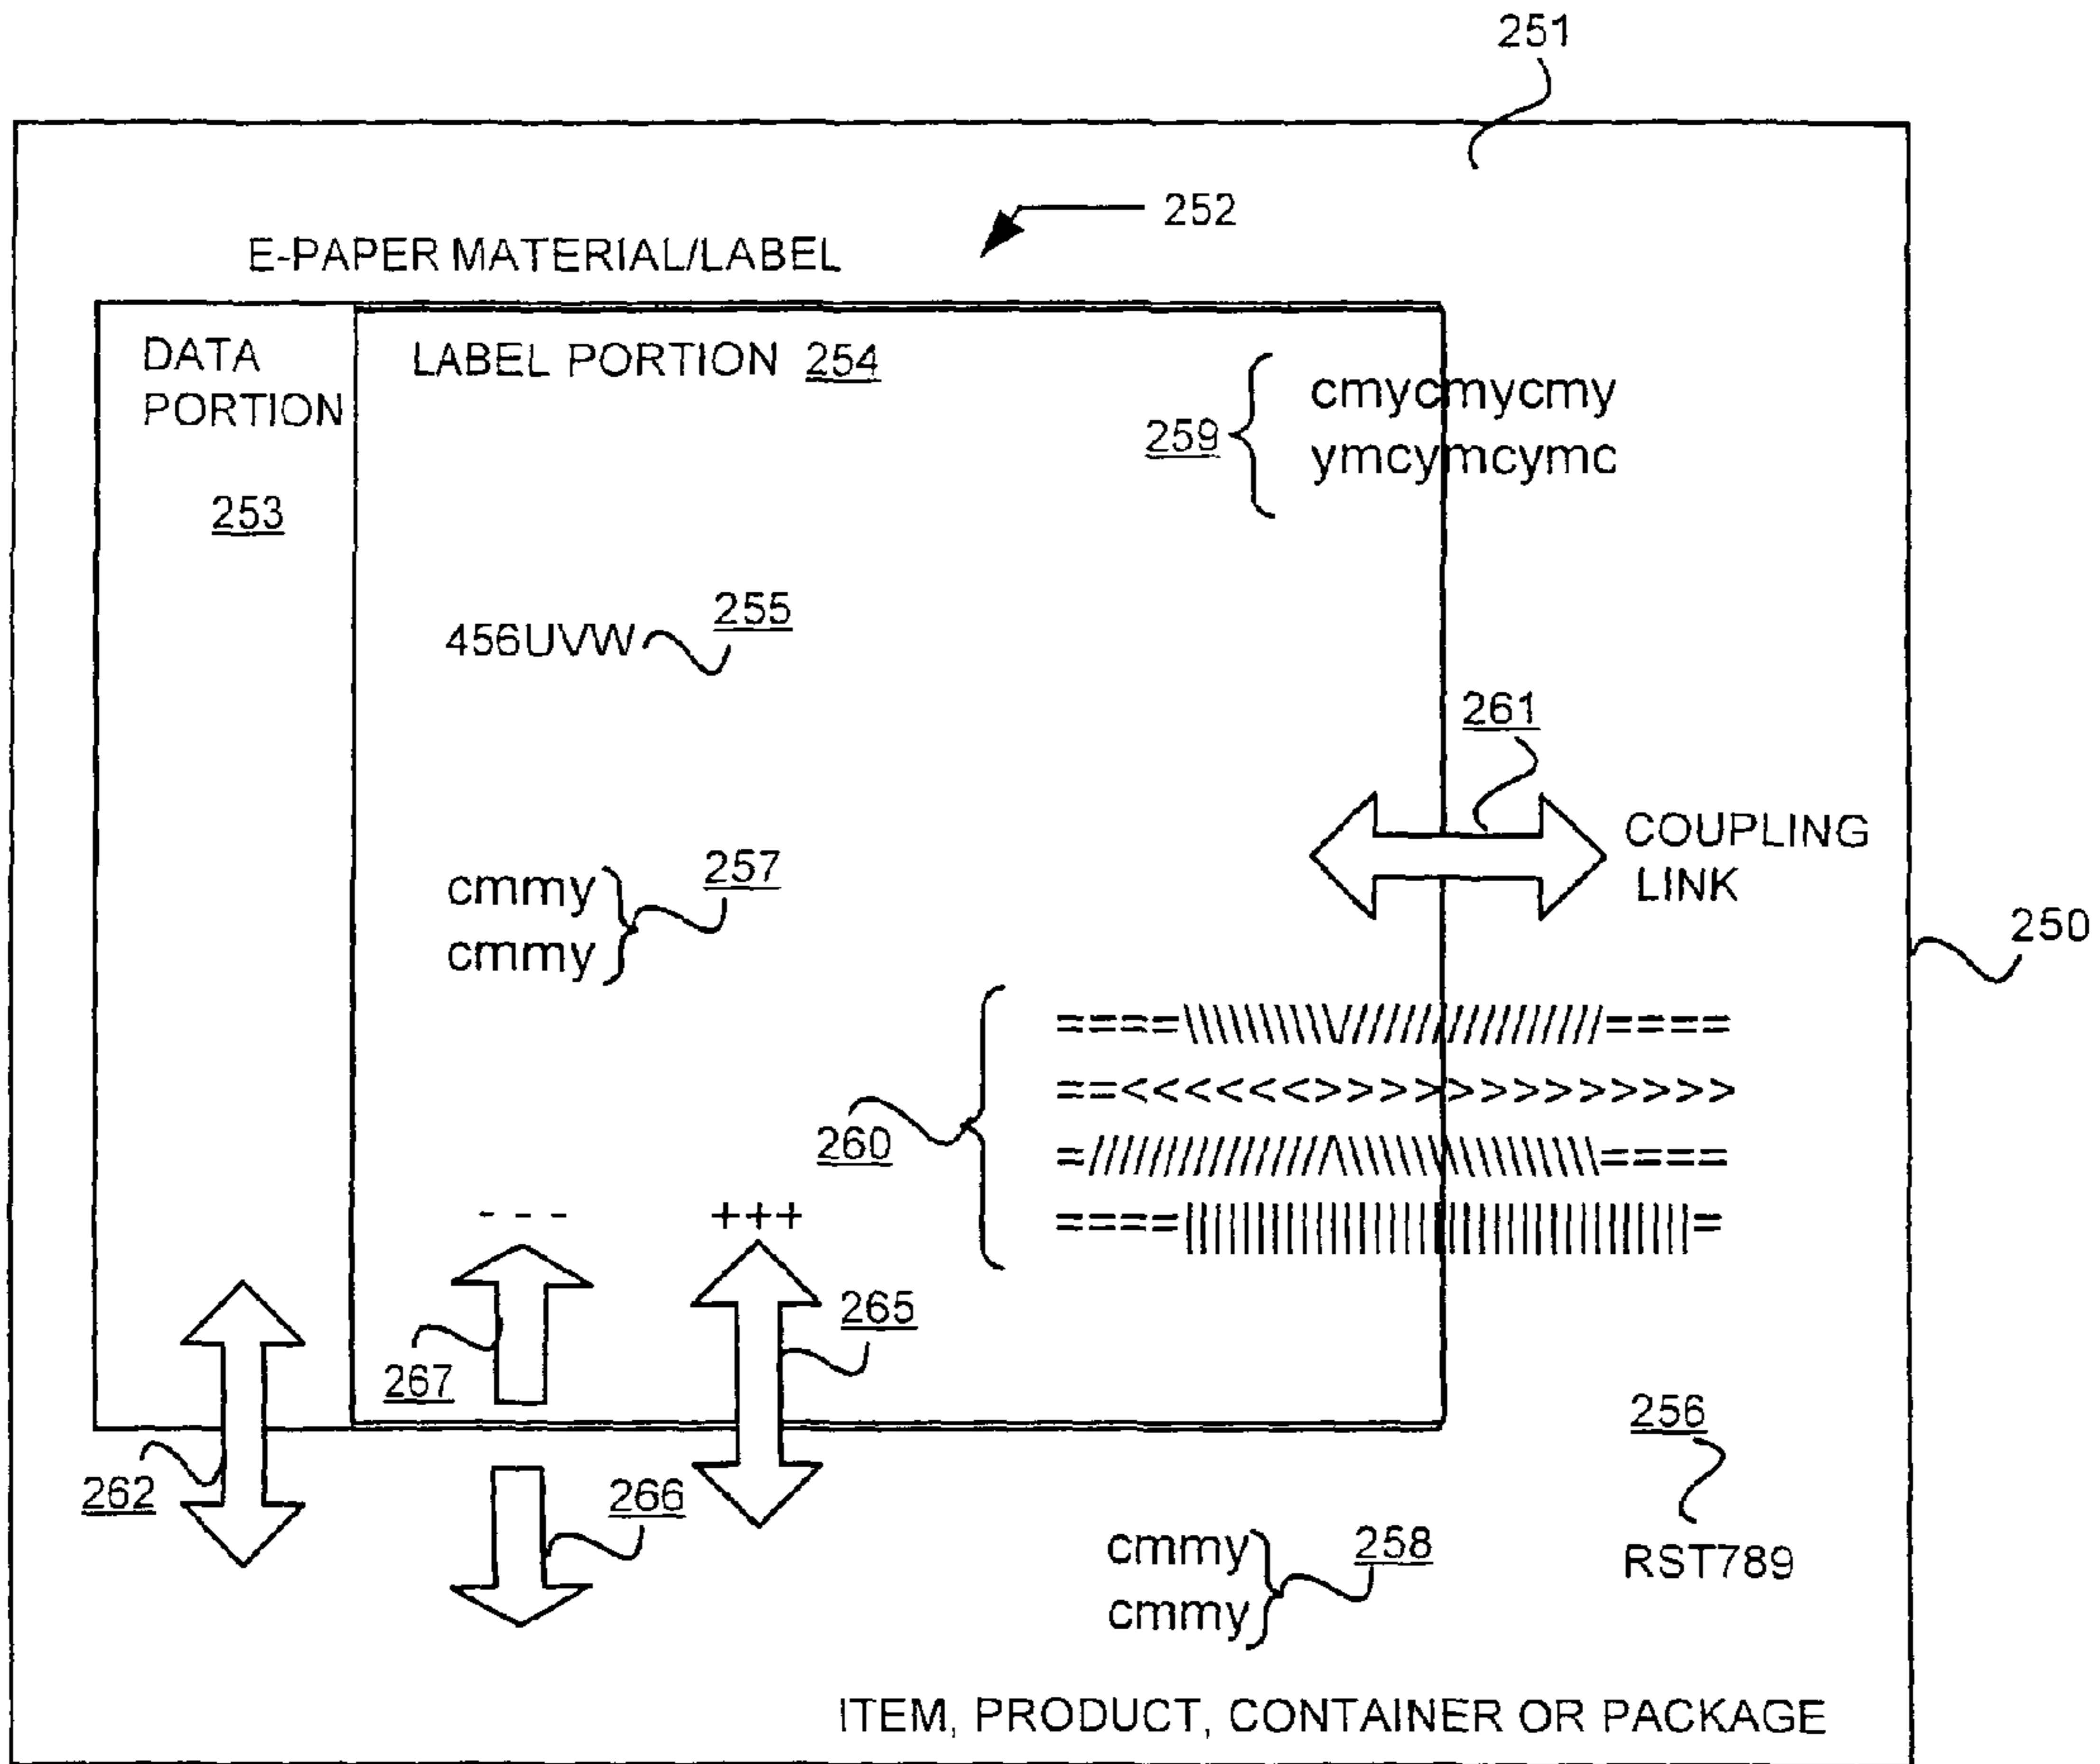 251
252
E-PAPER MATERIAL/LABEL
DATA
PORTION
253
LABEL PORTION 254
259
cmycmycmy
ymcymcymc
456UVW
255
261
COUPLING
LINK
257
cmmy
cmmy
250
260
====\\\\\\\\\\V////////////////====
==<<<<<<>>>>>>>>>>>>>
=///////////////Λ\\\\\\\\\\\\\\\\\====
====||||||||||||||||||||||||||||||=
- - -
+++
267
265
262
266
256
RST789
cmmy
cmmy
258
ITEM, PRODUCT, CONTAINER OR PACKAGE